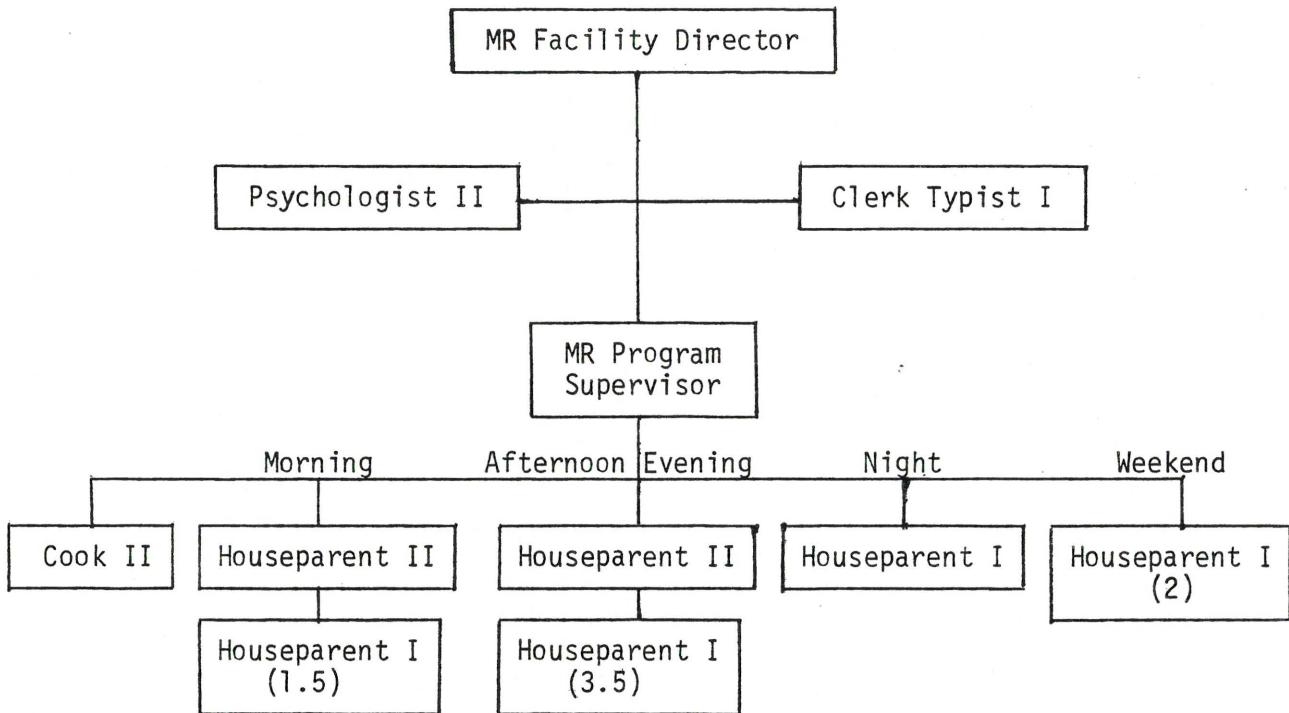 MR Facility Director
Psychologist II
Clerk Typist I
MR Program
Supervisor
Morning
Afternoon Evening
Night
Weekend
Cook II
Houseparent II
Houseparent II
Houseparent I
Houseparent I
(2)
Houseparent I
(1.5)
Houseparent I
(3.5)